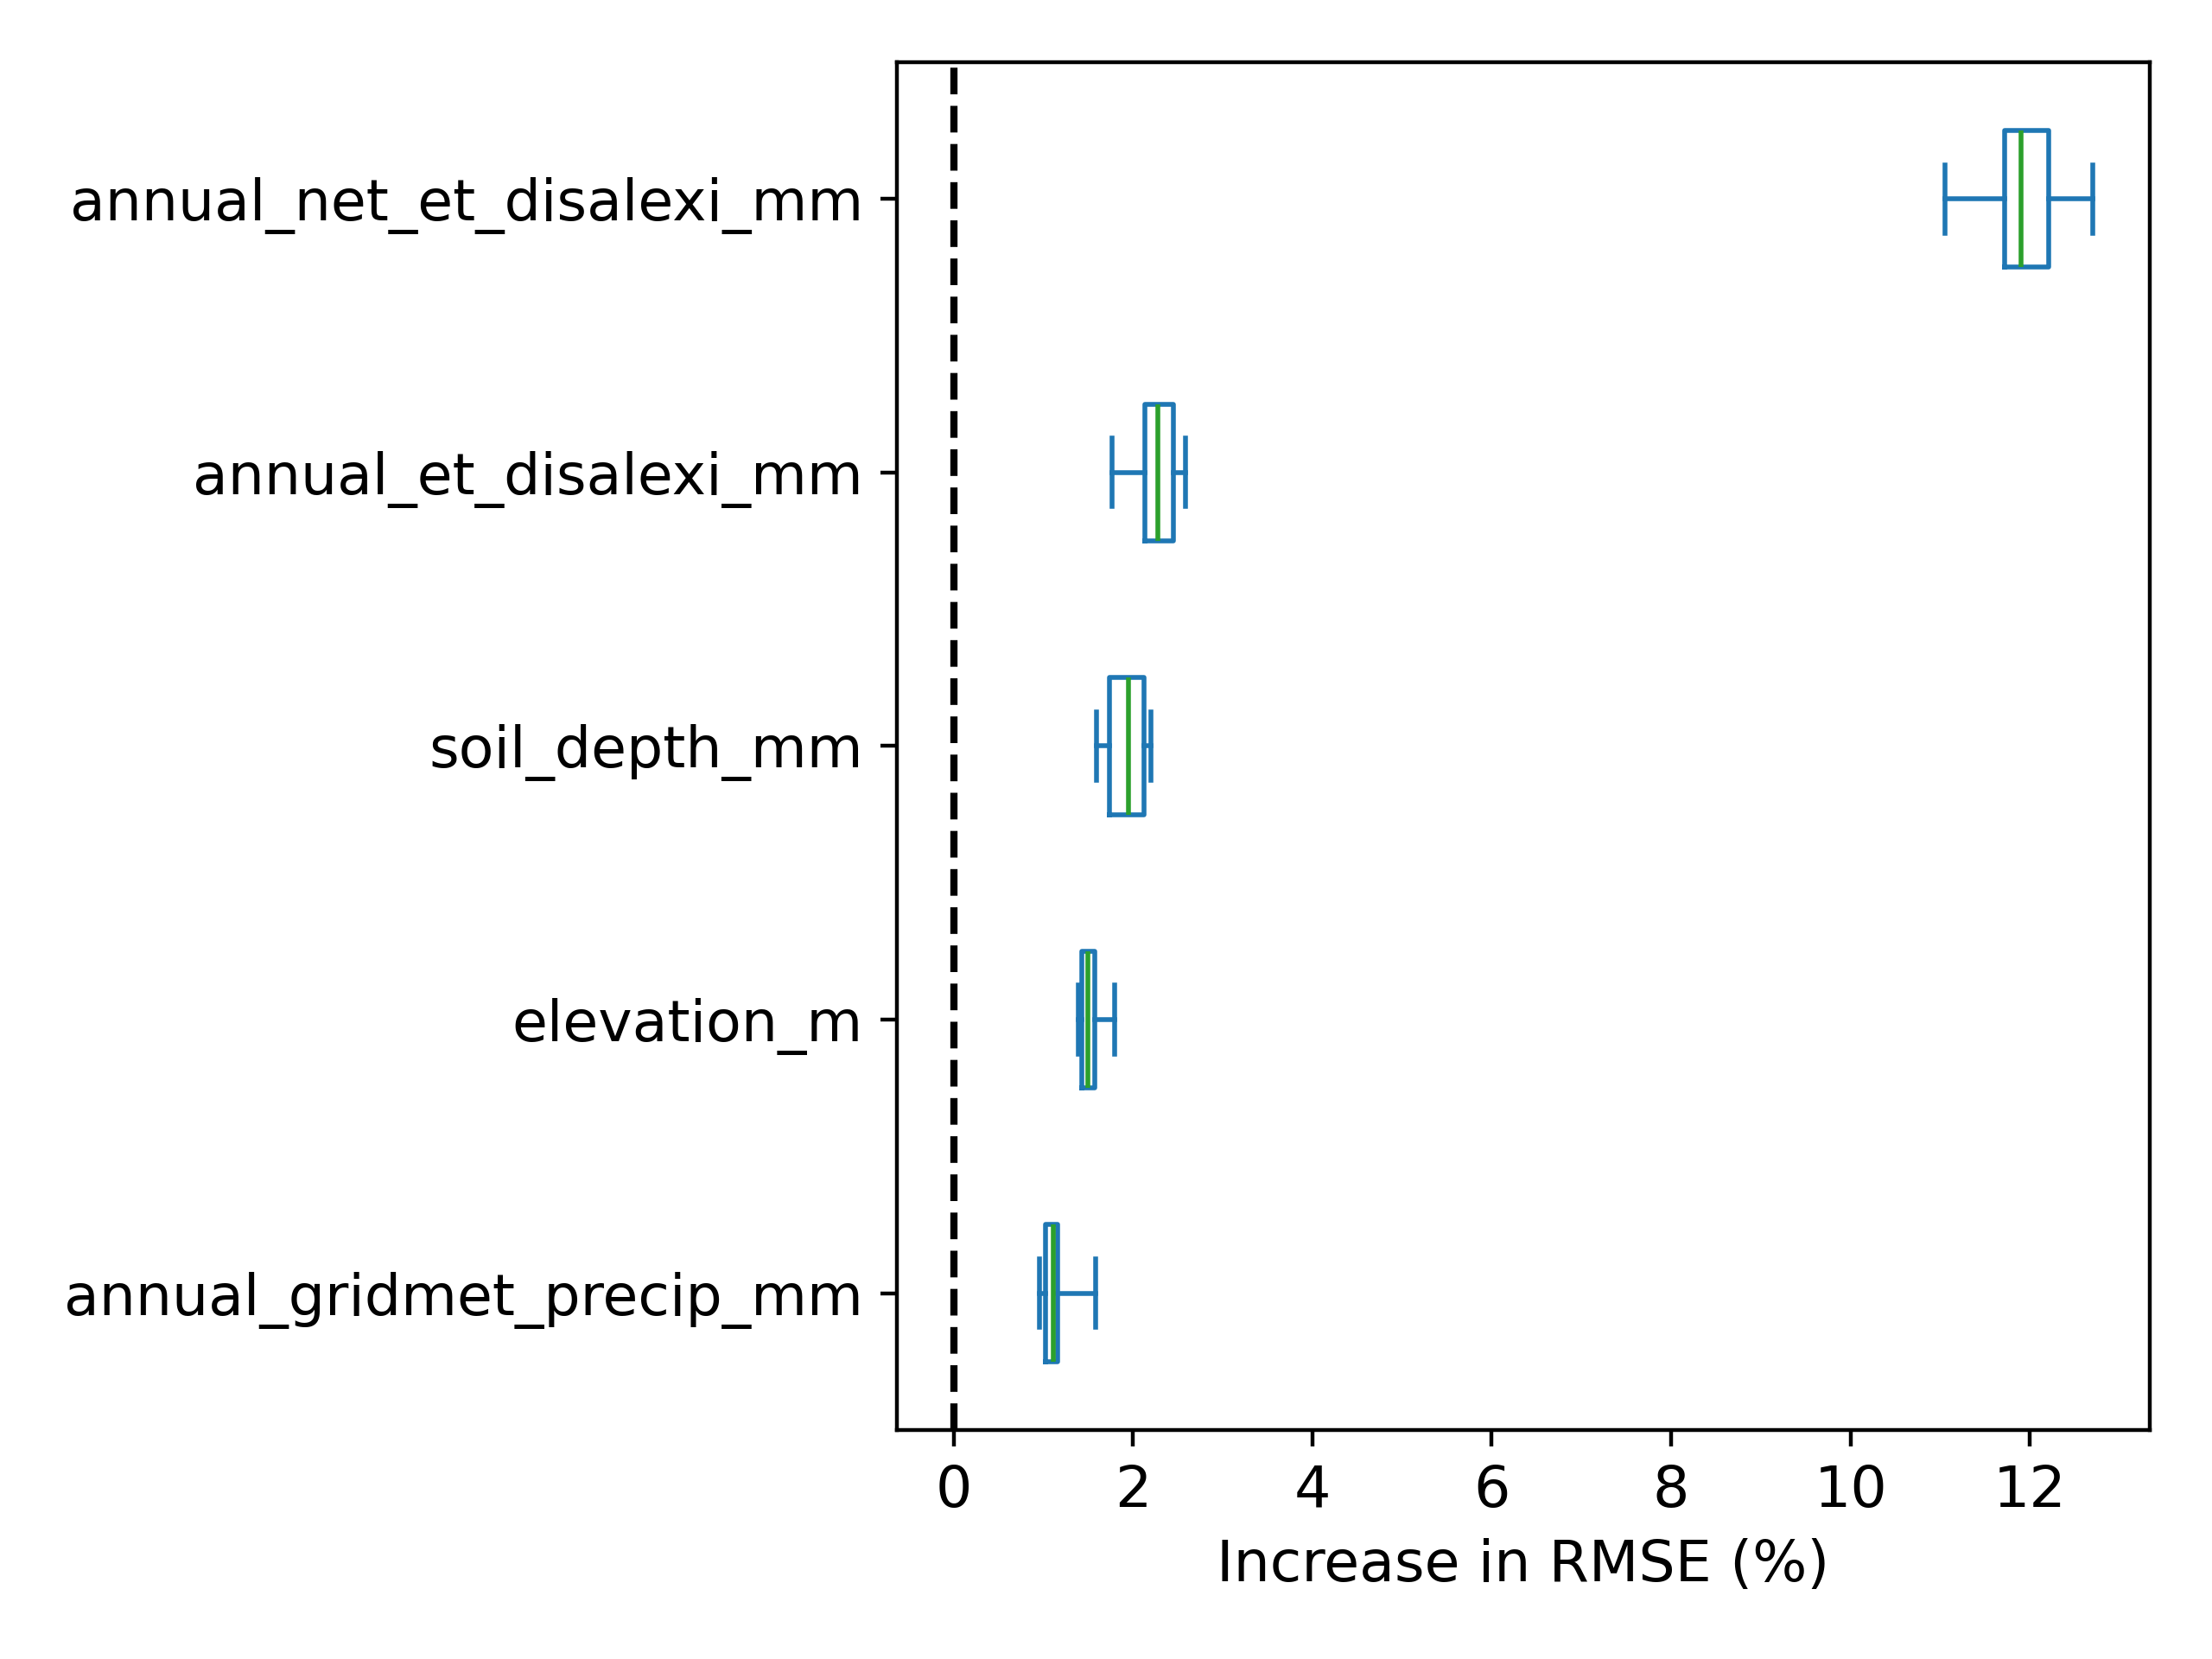 annual_net_et_disalexi_mm
annual_et_disalexi_mm
soil_depth_mm
elevation_m
annual_gridmet_precip_mm
0 2 4 6 8 10 12
Increase in RMSE (%)